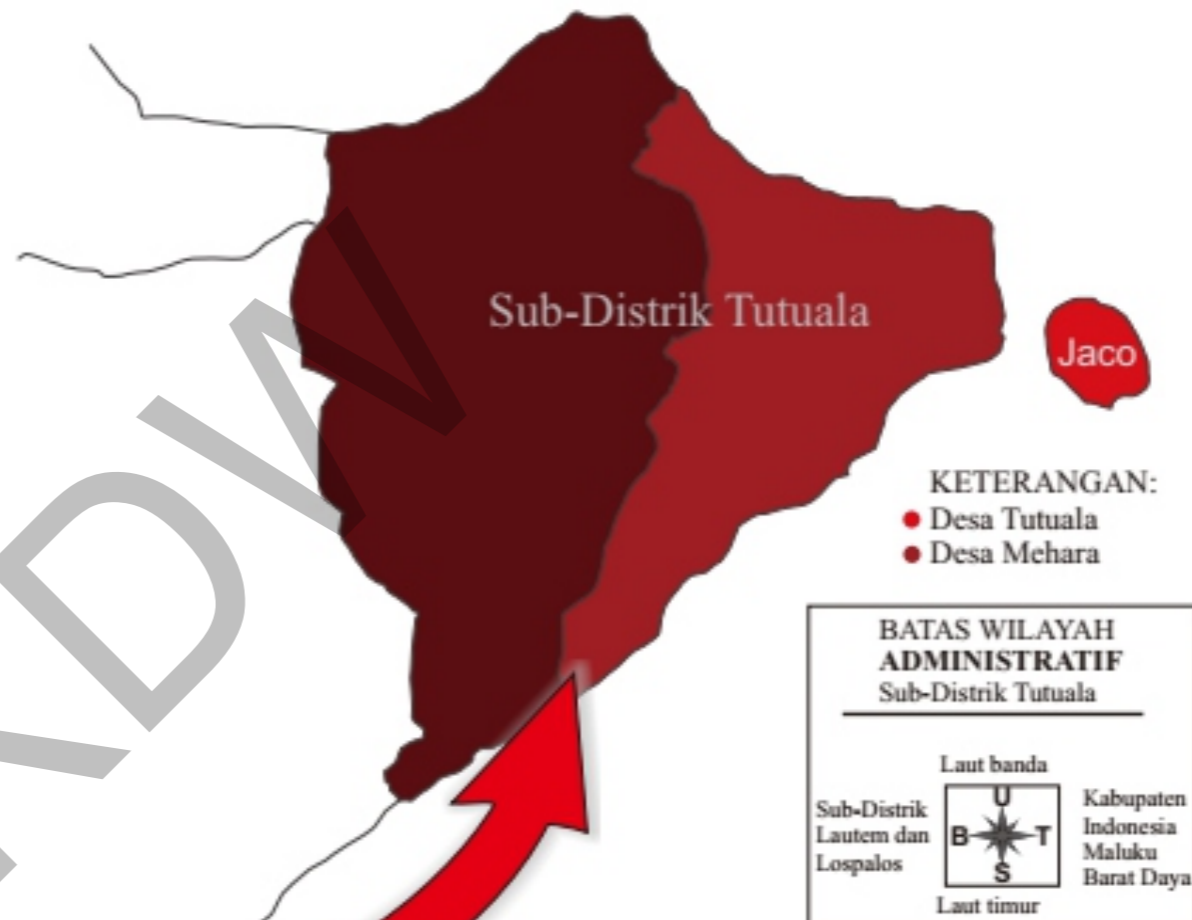 Sub-Distrik Tutuala
Jaco
KETERANGAN:
Desa Tutuala
Desa Mehara
BATAS WILAYAH
ADMINISTRATIF
Sub-Distrik Tutuala
Laut banda
Sub-Distrik
Lautem dan
Lospalos
U
B T
S
Kabupaten
Indonesia
Maluku
Barat Daya
Laut timur
DW